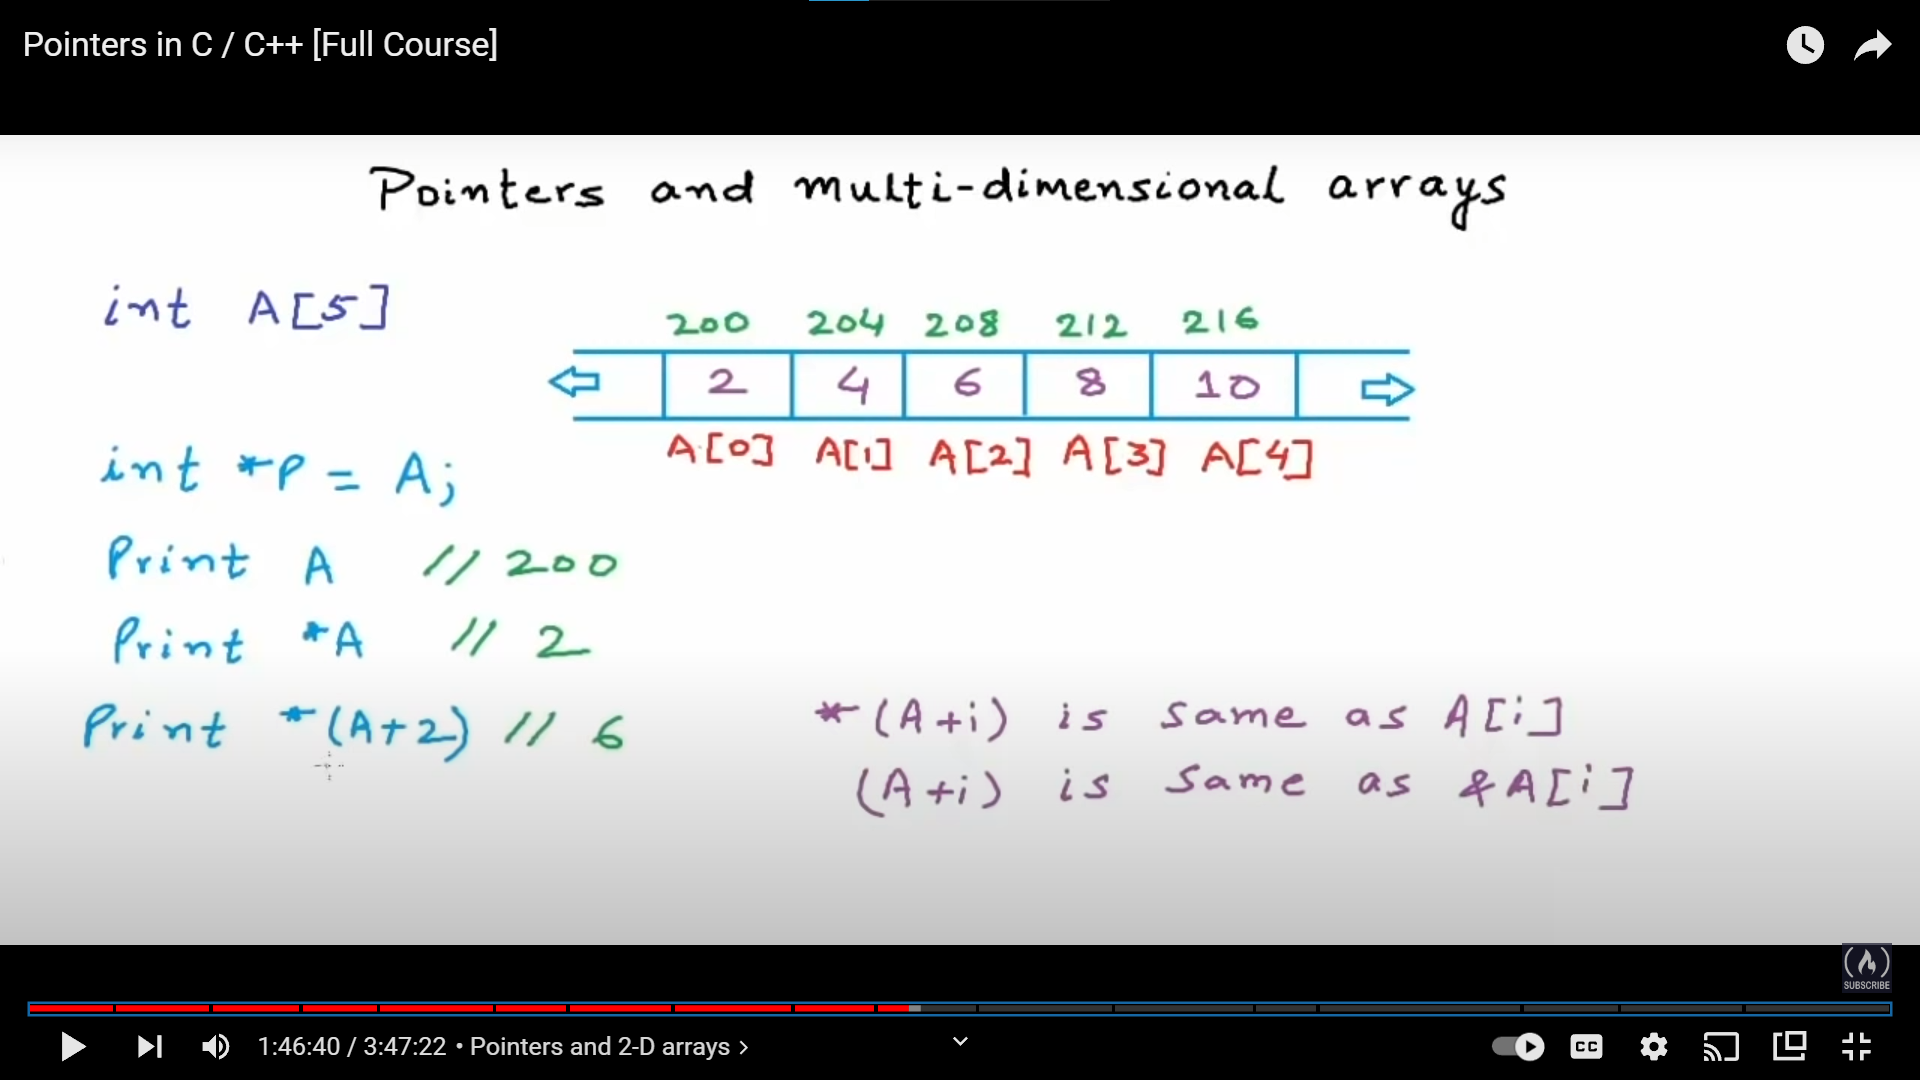 Pointers in C / C++ [Full Course]
Pointers and multi-dimensional arrays
int A[5]
200 204 208 212 216
2 4 6 8 10
A[0] A[1] A[2] A[3] A[4]
int *P = A;
Print A // 200
Print *A // 2
Print *(A+2) // 6
*(A+i) is same as A[i]
(A+i) is same as &A[i]
SUBSCRIBE
1:46:40 / 3:47:22 • Pointers and 2-D arrays >
CC